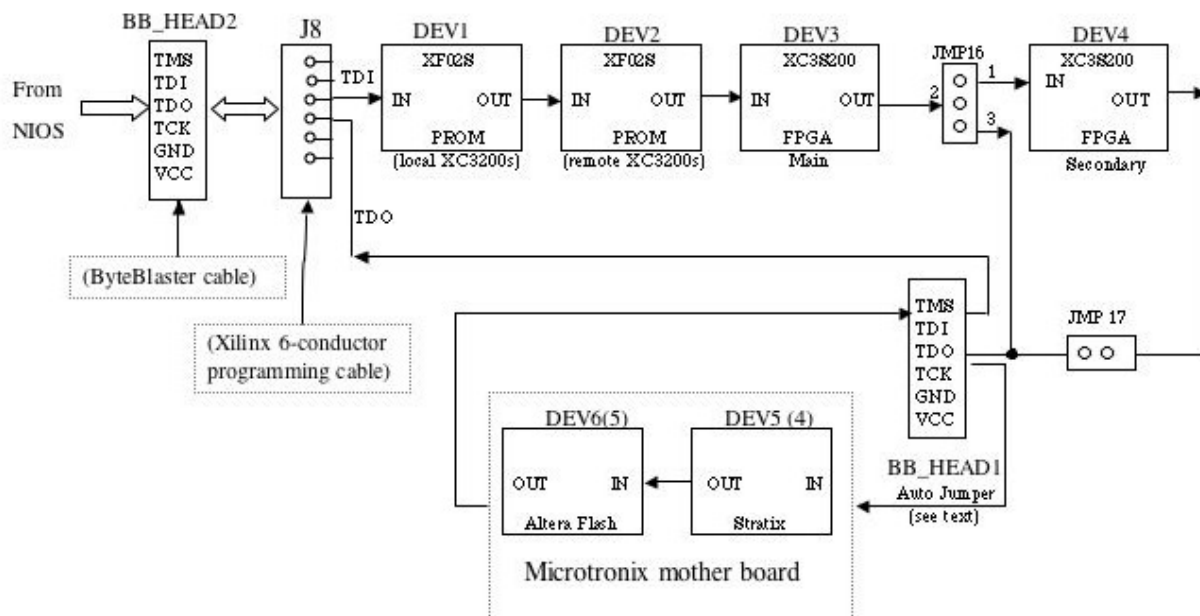 BB_HEAD2
J8
DEV1
DEV2
DEV3
DEV4
From
NIOS
TMS
TDI
TDO
TCK
GND
VCC
TDI
XF02S
IN
OUT
PROM
(local XC3200s)
XF02S
IN
OUT
PROM
(remote XC3200s)
XC3S200
IN
OUT
FPGA
Main
JMP16
1
2
3
XC3S200
IN
OUT
FPGA
Secondary
TDO
(ByteBlaster cable)
(Xilinx 6-conductor
programming cable)
TMS
TDI
TDO
TCK
GND
VCC
JMP 17
BB_HEAD1
Auto Jumper
(see text)
DEV6(5)
DEV5 (4)
OUT
IN
Altera Flash
OUT
IN
Stratix
Microtronix mother board